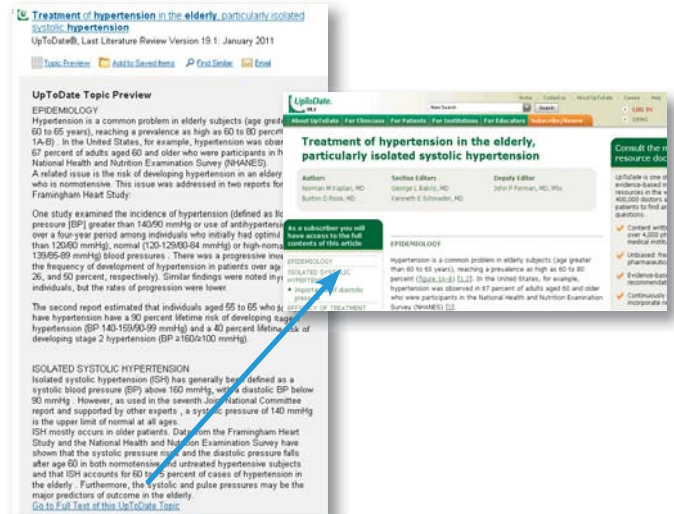 Treatment of hypertension in the elderly, particularly isolated
systolic hypertension
UpToDate®, Last Literature Review Version 19.1: January 2011
Topic Preview Add to Saved Items Find Similar Email
UpToDate Topic Preview
EPIDEMIOLOGY
Hypertension is a common problem in elderly subjects (age
60 to 65 years), reaching a prevalence as high as 60 to 80
1A-B) . In the United States, for example, hypertension was
67 percent of adults aged 60 and older who were participants in
National Health and Nutrition Examination Survey (NHANES).
A related issue is the risk of developing hypertension in an elderly
who is normotensive. This issue was addressed in two reports
Framingham Heart Study:
One study examined the incidence of hypertension (defined as
pressure [BP] greater than 140/90 mmHg or use of
over a four-year period among individuals who initially had
than 120/80 mmHg), normal (120-129/80-84 mmHg) or
139/85-89 mmHg) blood pressures . There was a progressive
the frequency of development of hypertension in patients over
26, and 50 percent, respectively). Similar findings were noted
individuals, but the rates of progression were lower.
The second report estimated that individuals aged 55 to 65 who
have hypertension have a 90 percent lifetime risk of developing
hypertension (BP 140-159/90-99 mmHg) and a 40 percent lifetime risk of
developing stage 2 hypertension (BP ≥160/≥100 mmHg).
ISOLATED SYSTOLIC HYPERTENSION
Isolated systolic hypertension (ISH) has generally been defined as a
systolic blood pressure (BP) above 160 mmHg, with a diastolic BP below
90 mmHg . However, as used in the seventh Joint National Committee
report and supported by other experts , a systolic pressure of 140 mmHg
is the upper limit of normal at all ages.
ISH mostly occurs in older patients. Data from the Framingham Heart
Study and the National Health and Nutrition Examination Survey have
shown that the systolic pressure rises and the diastolic pressure falls
after age 60 in both normotensive and untreated hypertensive subjects
and that ISH accounts for 60 to percent of cases of hypertension in
the elderly . Furthermore, the systolic and pulse pressures may be the
major predictors of outcome in the elderly.
Go to Full Text of this UpToDate Topic
UpToDate.
19.1
Home Contact us About UpToDate Careers Help
New Search Search
LOG IN
DEMO
About UpToDate For Clinicians For Patients For Institutions For Educators Subscribe/Renew
Treatment of hypertension in the elderly,
particularly isolated systolic hypertension
Authors
Norman M Kaplan, MD
Burton D Rose, MD
Section Editors
George L Bakris, MD
Kenneth E Schmader, MD
Deputy Editor
John P Forman, MD, MSc
As a subscriber you will
have access to the full
contents of this article
EPIDEMIOLOGY
ISOLATED SYSTOLIC
HYPERTENSION
of diastolic
EFFICACY OF TREATMENT
EPIDEMIOLOGY
Hypertension is a common problem in elderly subjects (age greater
than 60 to 65 years), reaching a prevalence as high as 60 to 80
percent (figure 1A-B) [1,2]. In the United States, for example,
hypertension was observed in 67 percent of adults aged 60 and older
who were participants in the National Health and Nutrition Examination
Survey (NHANES) [3].
Consult the
resource
UpToDate is one
evidence-based
resources in the
400,000 doctors
patients to find
questions.
Content
over 4,000
medical
Unbiased:
Continuously